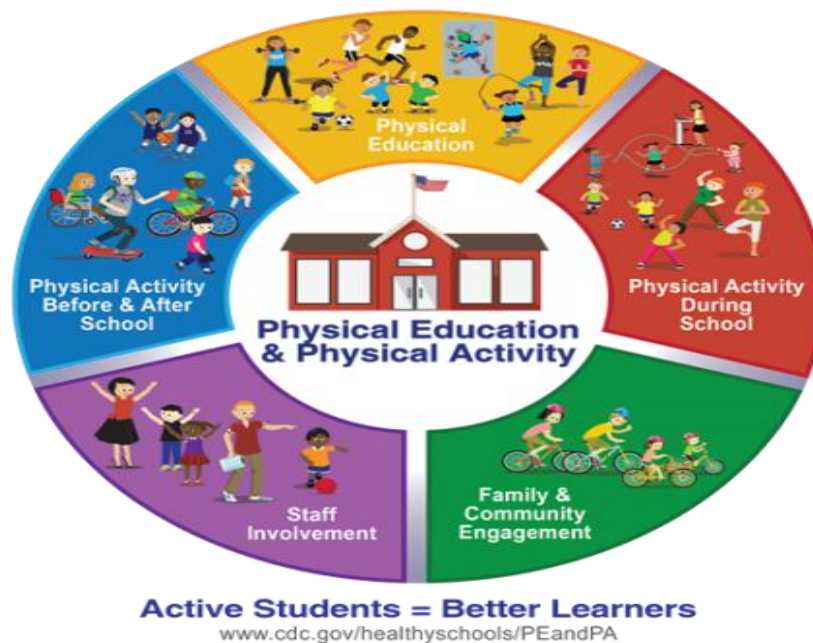 Physical
Education
Physical Activity
Before & After
School
Physical Activity
During
School
Physical Education
& Physical Activity
Staff
Involvement
Family &
Community
Engagement
Active Students = Better Learners
www.cdc.gov/healthyschools/PEandPA